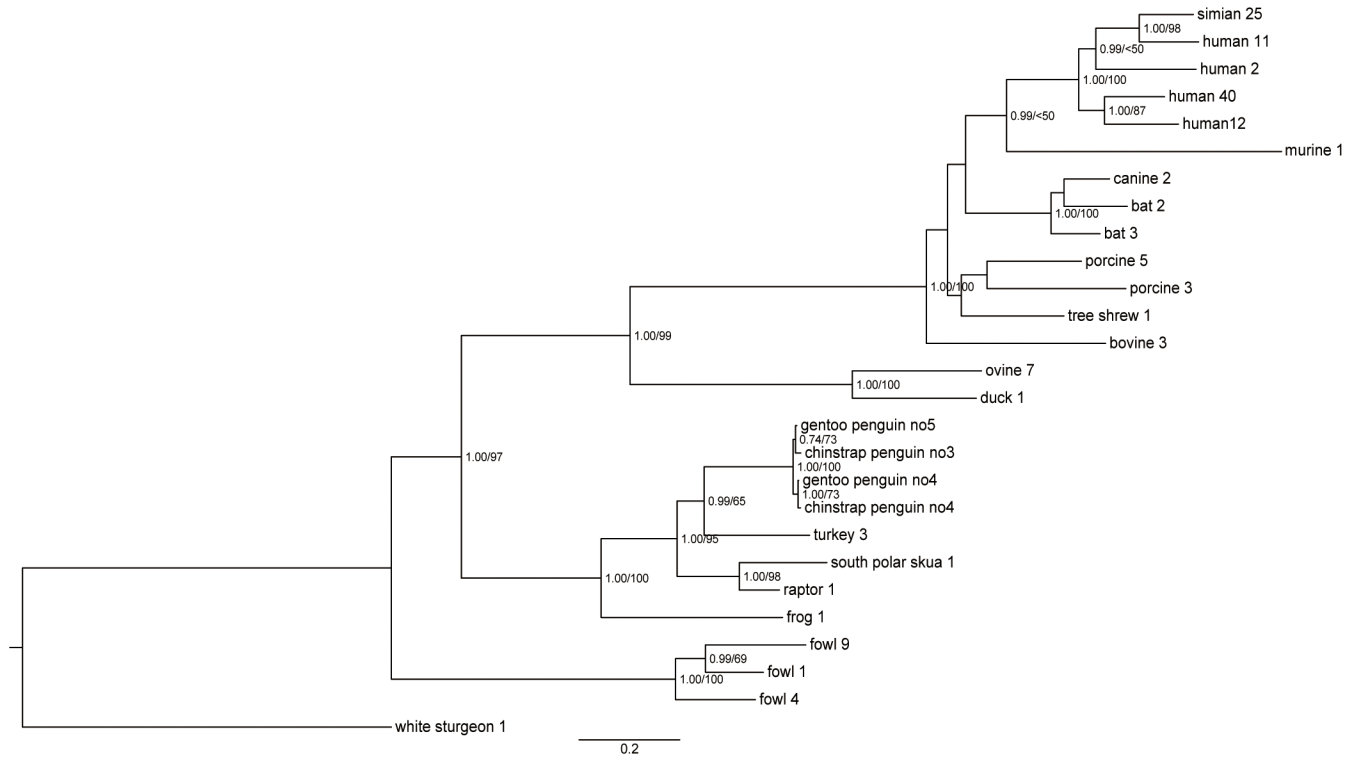 simian 25
1.00/98
human 11
0.99/<50
human 2
1.00/100
human 40
1.00/87
0.99/<50
human12
murine 1
canine 2
bat 2
1.00/100
bat 3
porcine 5
1.00/100
porcine 3
tree shrew 1
1.00/99
bovine 3
ovine 7
1.00/100
duck 1
gentoo penguin no5
0.74/73
chinstrap penguin no3
1.00/97
1.00/100
gentoo penguin no4
1.00/73
0.99/65
chinstrap penguin no4
turkey 3
1.00/95
south polar skua 1
1.00/98
1.00/100
raptor 1
frog 1
fowl 9
0.99/69
fowl 1
1.00/100
fowl 4
white sturgeon 1
0.2